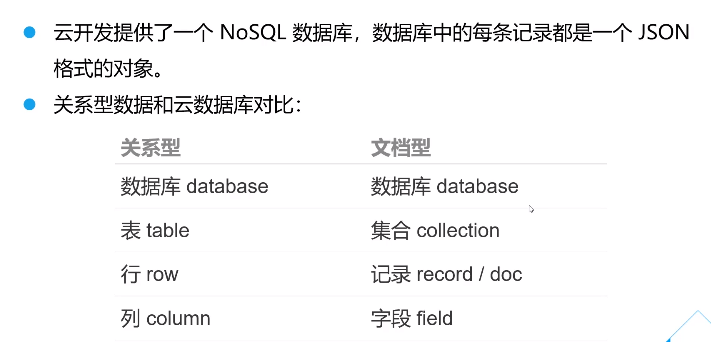 云开发提供了一个 NoSQL 数据库，数据库中的每条记录都是一个 JSON
格式的对象。
关系型数据和云数据库对比：
关系型 文档型
数据库 database 数据库 database
表 table 集合 collection
行 row 记录 record / doc
列 column 字段 field